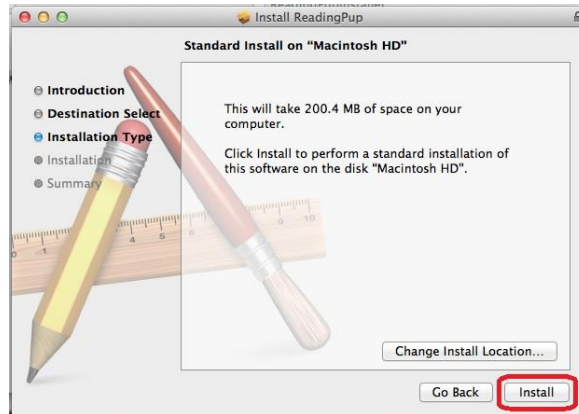 Install ReadingPup
Standard Install on “Macintosh HD”
Introduction
Destination Select
Installation Type
Installation
Summary
This will take 200.4 MB of space on your
computer.
Click Install to perform a standard installation of
this software on the disk “Macintosh HD”.
Change Install Location...
Go Back
Install